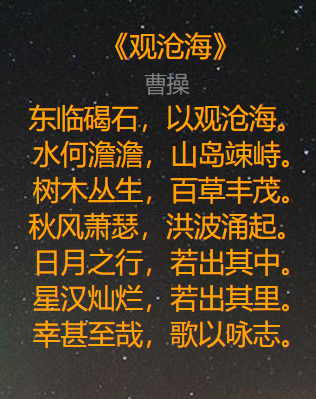 《观沧海》
曹操
东临碣石，以观沧海。
水何澹澹，山岛竦峙。
树木丛生，百草丰茂。
秋风萧瑟，洪波涌起。
日月之行，若出其中。
星汉灿烂，若出其里。
幸甚至哉，歌以咏志。